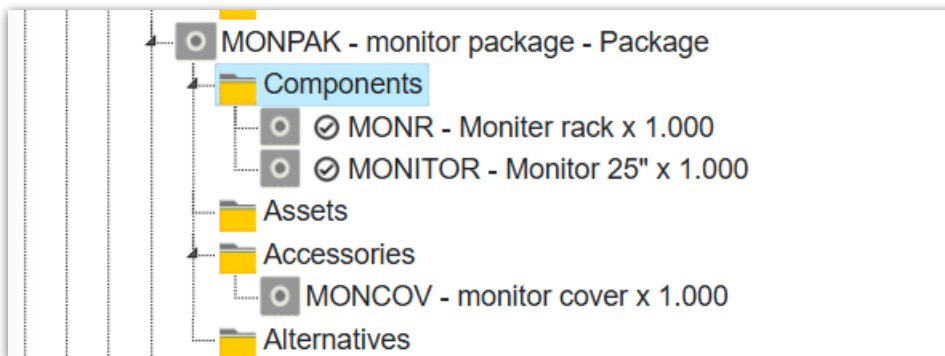 MONPAK - monitor package - Package
Components
MONR - Moniter rack x 1.000
MONITOR - Monitor 25" x 1.000
Assets
Accessories
MONCOV - monitor cover x 1.000
Alternatives